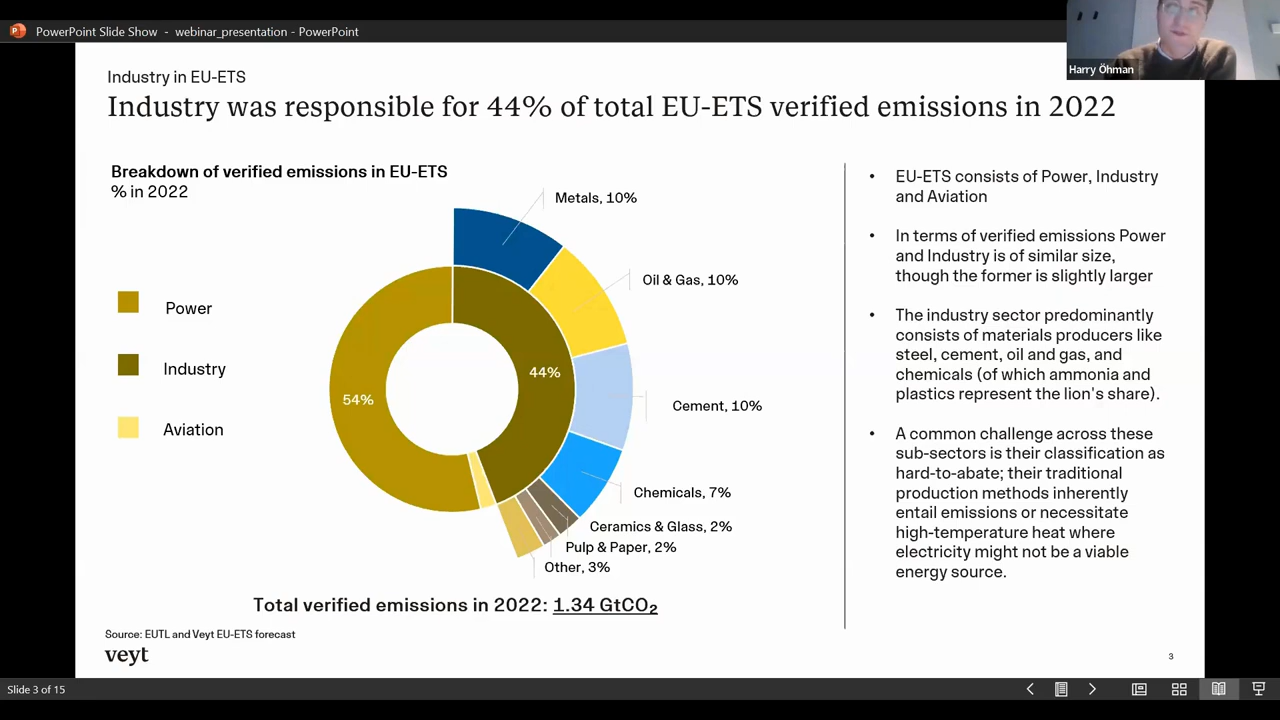 PowerPoint Slide Show - webinar_presentation - PowerPoint
Harry Öhman
Industry in EU-ETS
Industry was responsible for 44% of total EU-ETS verified emissions in 2022
Breakdown of verified emissions in EU-ETS
% in 2022
Power
Industry
Aviation
54%
44%
Metals, 10%
Oil & Gas, 10%
Cement, 10%
Chemicals, 7%
Ceramics & Glass, 2%
Pulp & Paper, 2%
Other, 3%
Total verified emissions in 2022: 1.34 GtCO₂
• EU-ETS consists of Power, Industry
and Aviation
• In terms of verified emissions Power
and Industry is of similar size,
though the former is slightly larger
• The industry sector predominantly
consists of materials producers like
steel, cement, oil and gas, and
chemicals (of which ammonia and
plastics represent the lion's share).
• A common challenge across these
sub-sectors is their classification as
hard-to-abate; their traditional
production methods inherently
entail emissions or necessitate
high-temperature heat where
electricity might not be a viable
energy source.
Source: EUTL and Veyt EU-ETS forecast
veyt
3
Slide 3 of 15